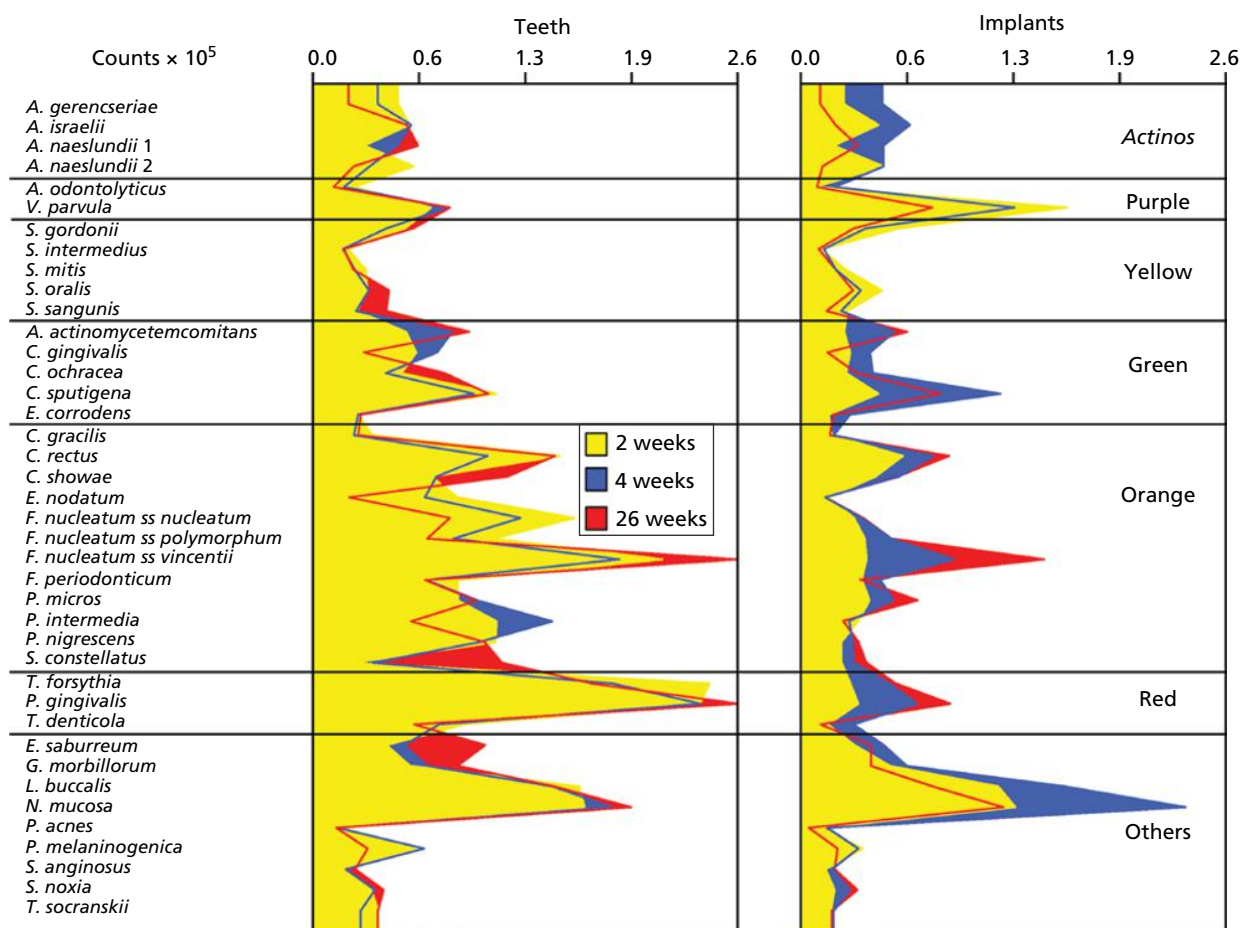 Teeth
Implants
Counts × 10⁵
0.0 0.6 1.3 1.9 2.6
0.0 0.6 1.3 1.9 2.6
A. gerencseriae
A. israelii
A. naeslundii 1
A. naeslundii 2
Actinos
A. odontolyticus
V. parvula
Purple
S. gordonii
S. intermedius
S. mitis
S. oralis
S. sangunis
Yellow
A. actinomycetemcomitans
C. gingivalis
C. ochracea
C. sputigena
E. corrodens
Green
C. gracilis
C. rectus
C. showae
E. nodatum
F. nucleatum ss nucleatum
F. nucleatum ss polymorphum
F. nucleatum ss vincentii
F. periodonticum
P. micros
P. intermedia
P. nigrescens
S. constellatus
2 weeks
4 weeks
26 weeks
Orange
T. forsythia
P. gingivalis
T. denticola
Red
E. saburreum
G. morbillorum
L. buccalis
N. mucosa
P. acnes
P. melaninogenica
S. anginosus
S. noxia
T. socranskii
Others